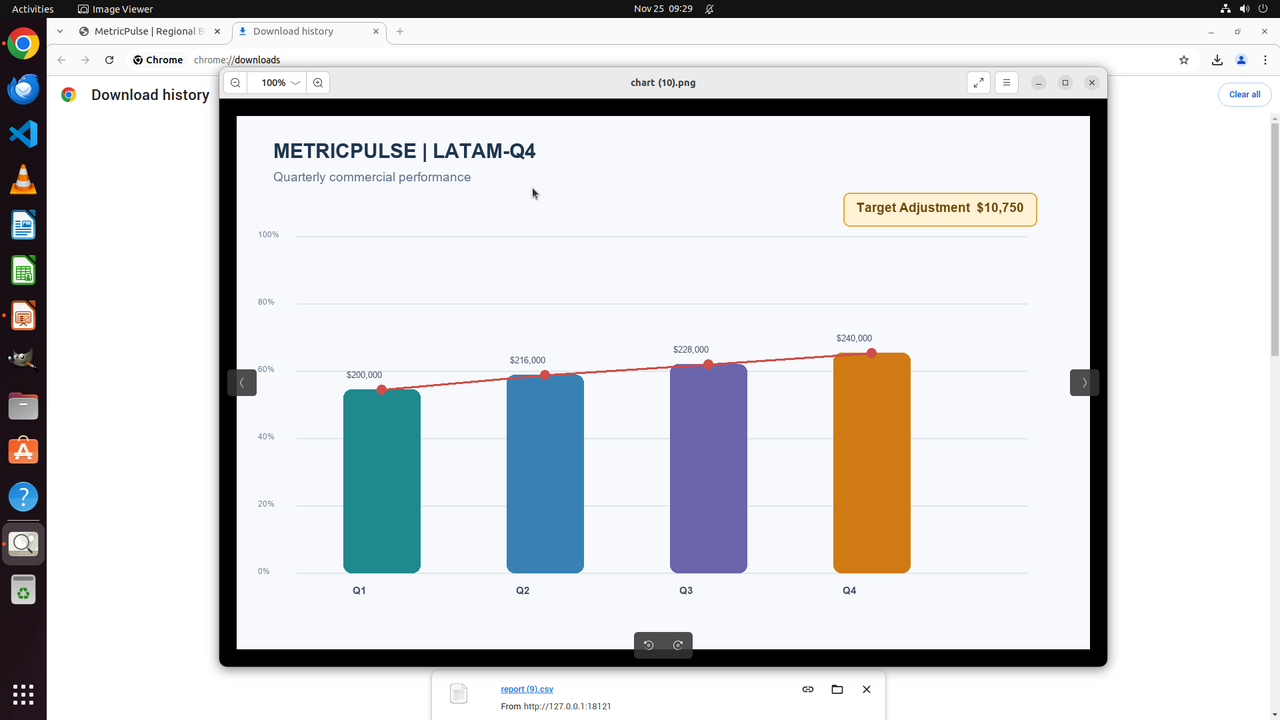 Activities
Image Viewer
Nov 25 09:29
MetricPulse | Regional B
Download history
Chrome
chrome://downloads
Download history
Clear all
100%
chart (10).png
METRICPULSE | LATAM-Q4
Quarterly commercial performance
Target Adjustment $10,750
100%
80%
60%
40%
20%
0%
$200,000
$216,000
$228,000
$240,000
Q1
Q2
Q3
Q4
report (9).csv
From http://127.0.0.1:18121